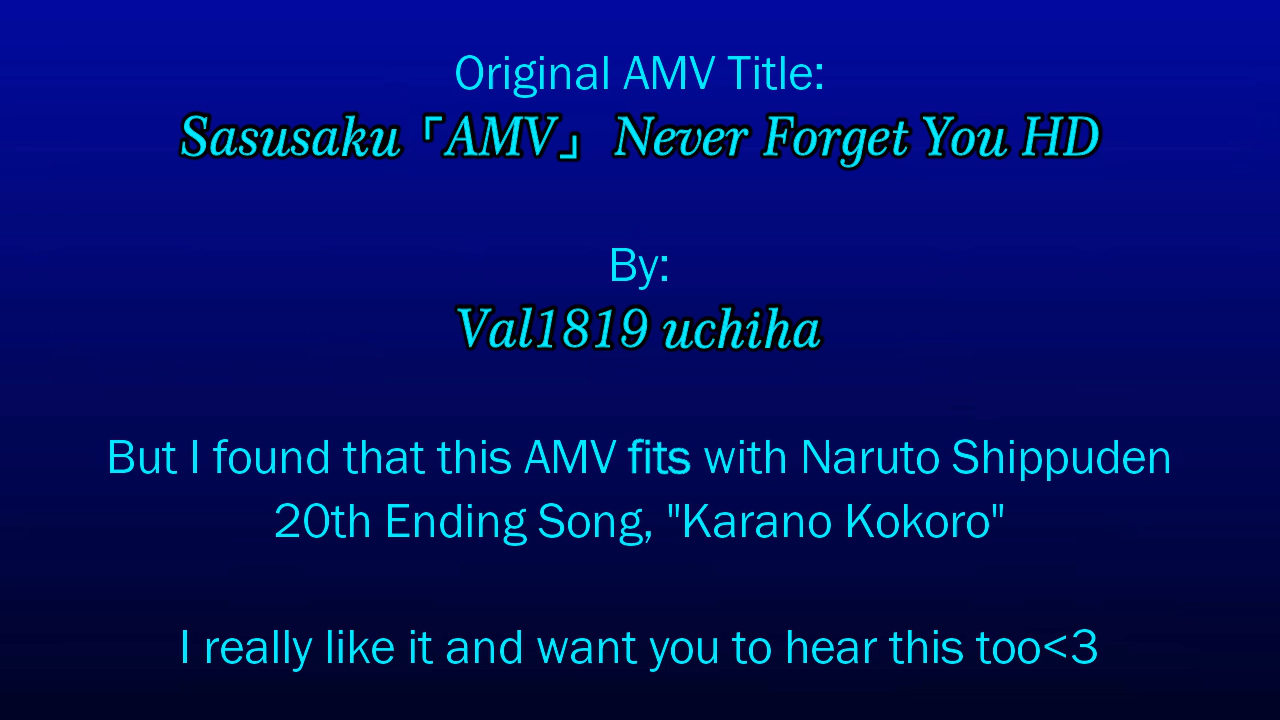 Original AMV Title:
Sasusaku「AMV」 Never Forget You HD
By:
Val1819 uchiha
But I found that this AMV fits with Naruto Shippuden
20th Ending Song, "Karano Kokoro"
I really like it and want you to hear this too<3